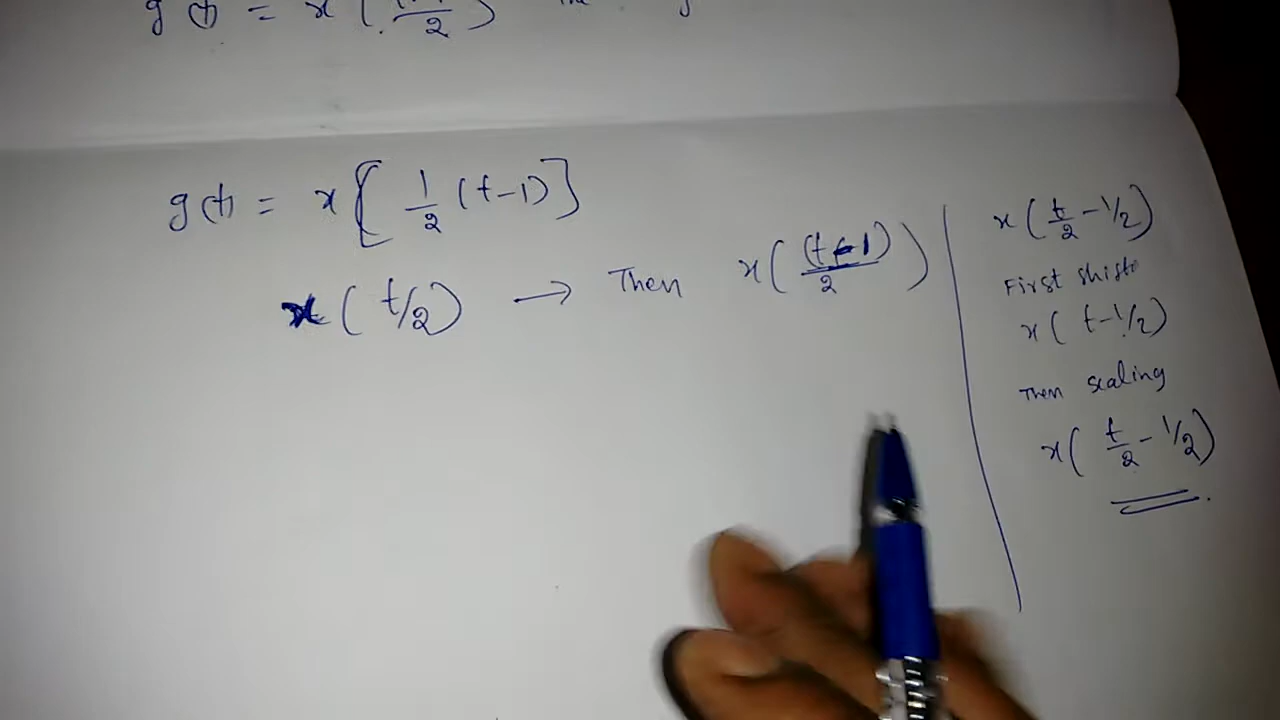 g(t) = x(
g(t) = x[ 1/2 (t-1) ]
x(t/2) → Then x( (t-1)/2 )
x( t/2 - 1/2 )
First shift
x( t-1/2 )
Then scaling
x( t/2 - 1/2 )